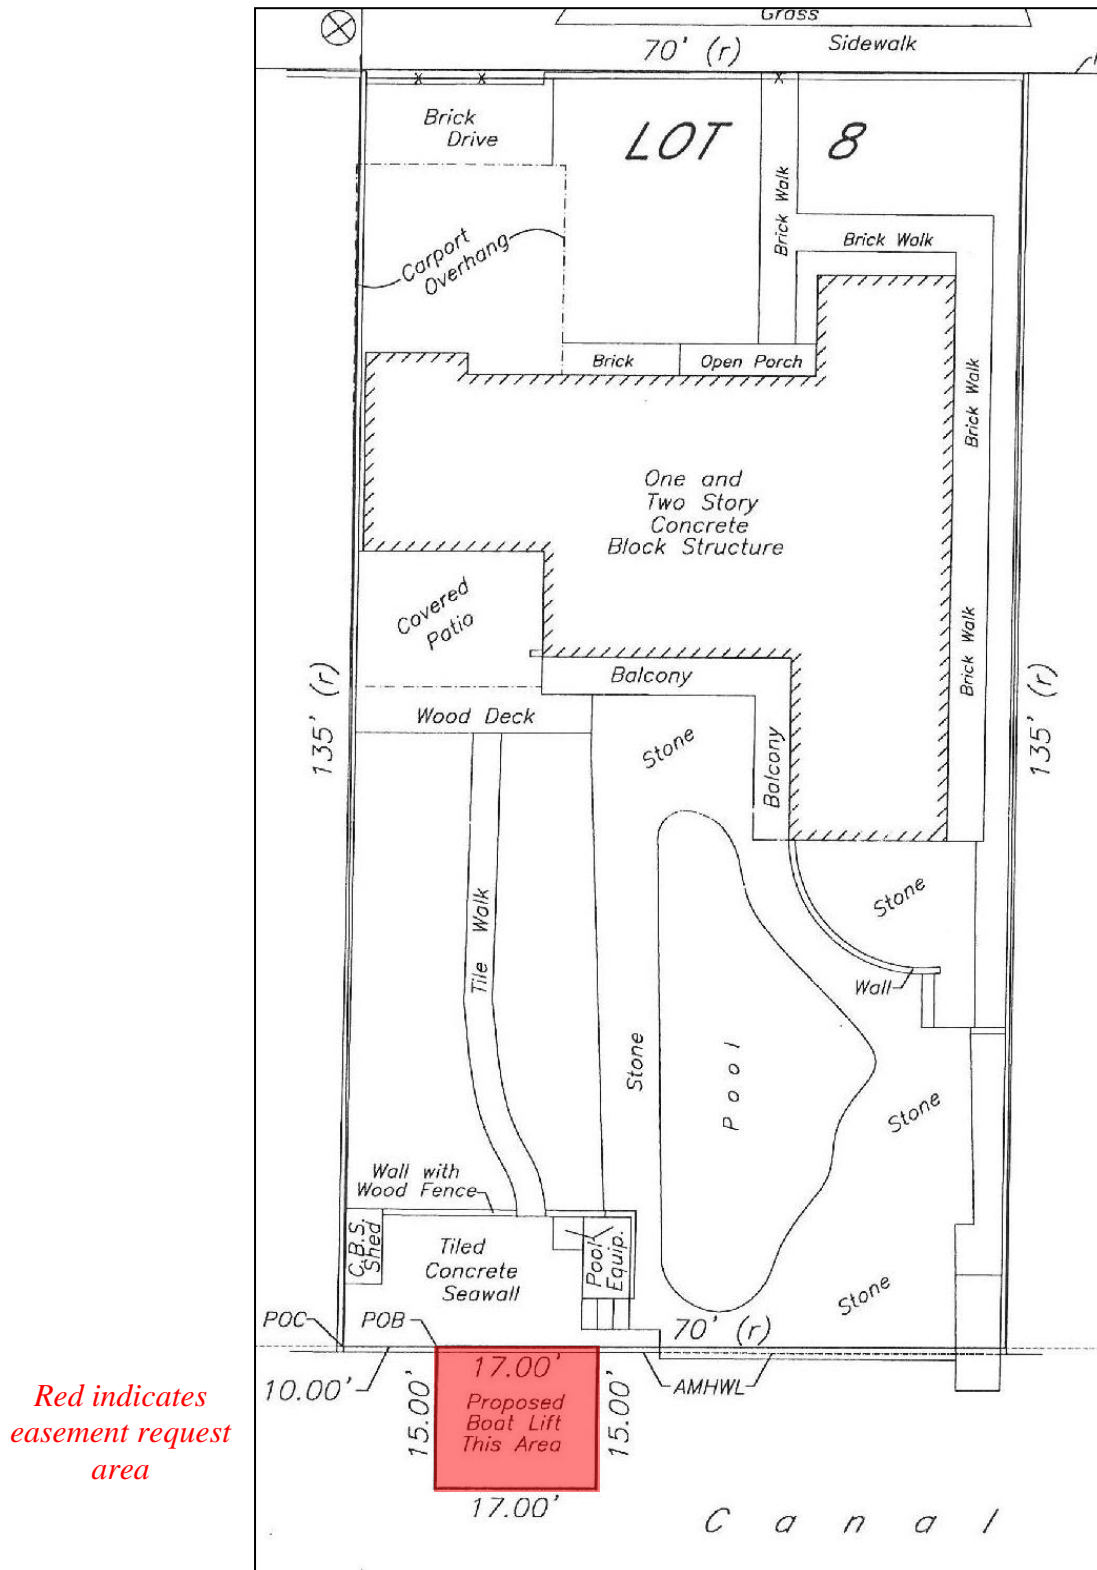 Grass
Sidewalk
70' (r)
Brick
Drive
LOT 8
Brick Walk
Brick Walk
Carport
Overhang
Brick
Open Porch
Brick Walk
One and
Two Story
Concrete
Block Structure
Covered
Patio
Brick Walk
135' (r)
135' (r)
Balcony
Wood Deck
Stone
Balcony
Tile Walk
Stone
Wall
Stone
Pool
Stone
Wall with
Wood Fence
C.B.S.
Shed
Tiled
Concrete
Seawall
Pool
Equip.
Stone
POC
POB
70' (r)
10.00'
15.00'
17.00'
Proposed
Boat Lift
This Area
15.00'
AMHWL
17.00'
Canal
Red indicates
easement request
area